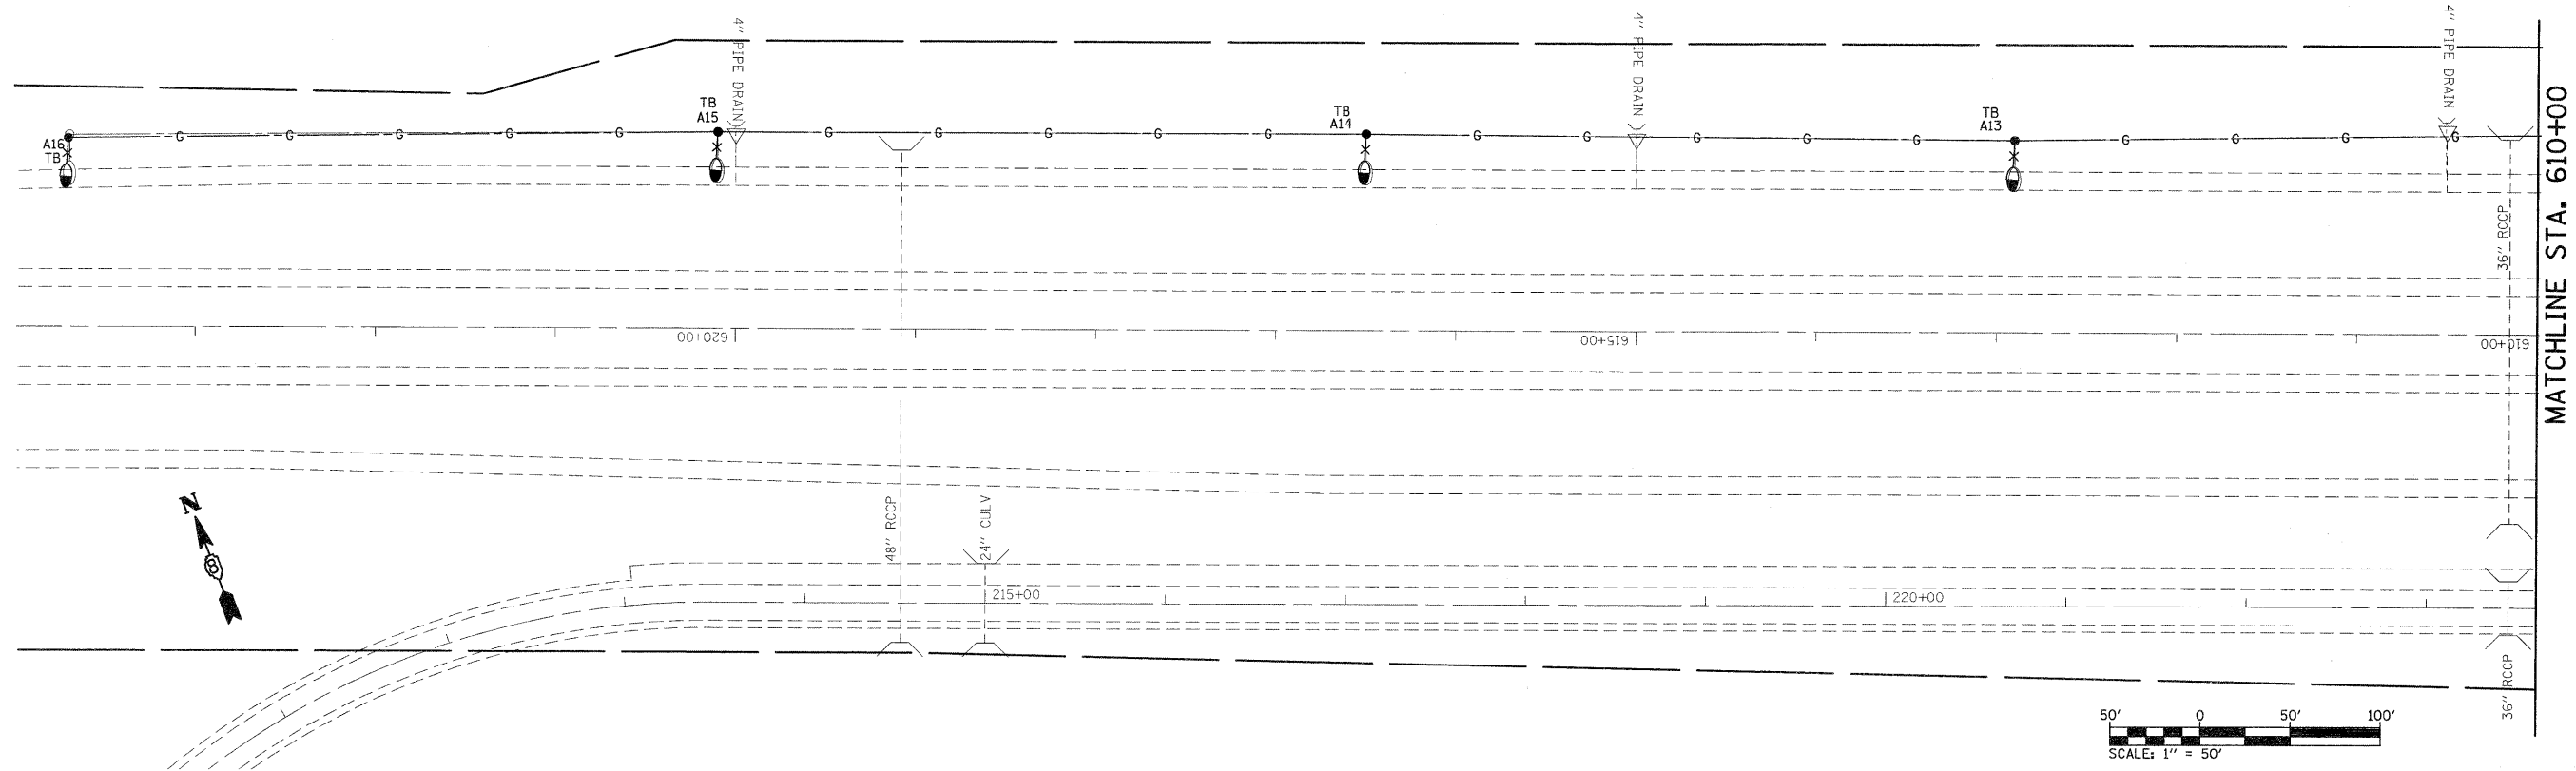 4" PIPE DRAIN
4" PIPE DRAIN
4" PIPE DRAIN
TB
A15
TB
A14
TB
A13
A16
TB
G G G G G G G G G G G G G G G G G G G G
MATCHLINE STA. 610+00
36" RCCP
620+00
615+00
610+00
N
48" RCCP
24" CULV
215+00
220+00
36" RCCP
50' 0 50' 100'
SCALE: 1" = 50'